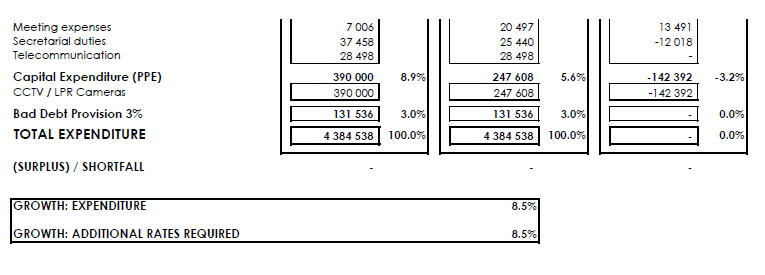 Meeting expenses 7 006 20 497 13 491
Secretarial duties 37 458 25 440 -12 018
Telecommunication 28 498 28 498 -
Capital Expenditure (PPE) 390 000 8.9% 247 608 5.6% -142 392 -3.2%
CCTV / LPR Cameras 390 000 247 608 -142 392
Bad Debt Provision 3% 131 536 3.0% 131 536 3.0% - 0.0%
TOTAL EXPENDITURE 4 384 538 100.0% 4 384 538 100.0% - 0.0%
(SURPLUS) / SHORTFALL - - -
GROWTH: EXPENDITURE 8.5%
GROWTH: ADDITIONAL RATES REQUIRED 8.5%